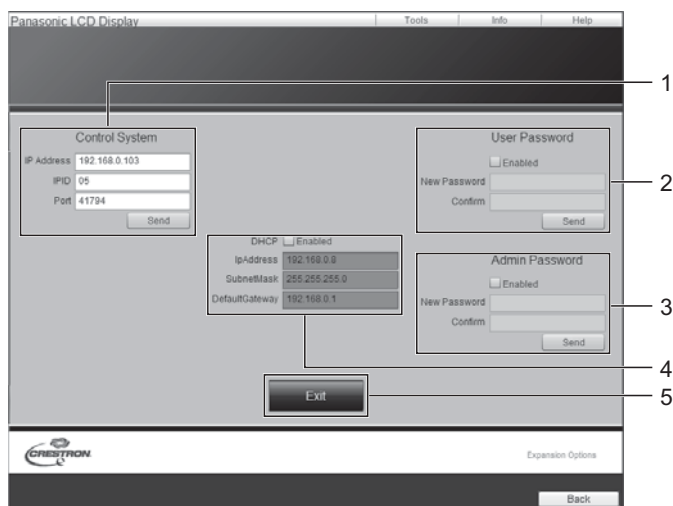 Panasonic LCD Display Tools Info Help
1
Control System
IP Address 192.168.0.103
IPID 05
Port 41794
Send
User Password
Enabled
New Password
Confirm
Send
2
DHCP Enabled
IpAddress 192.168.0.8
SubnetMask 255.255.255.0
DefaultGateway 192.168.0.1
Admin Password
Enabled
New Password
Confirm
Send
3
4
Exit
5
CRESTRON
Expansion Options
Back